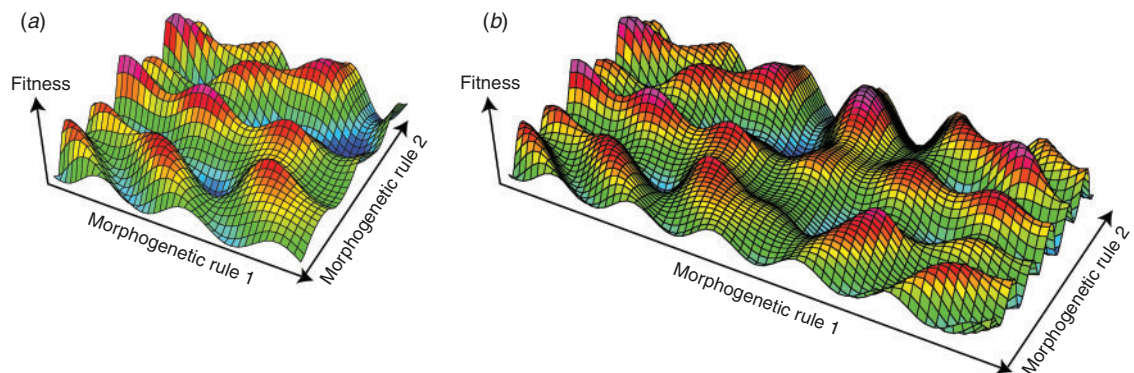 (a)
Fitness
Morphogenetic rule 1
Morphogenetic rule 2
(b)
Fitness
Morphogenetic rule 1
Morphogenetic rule 2